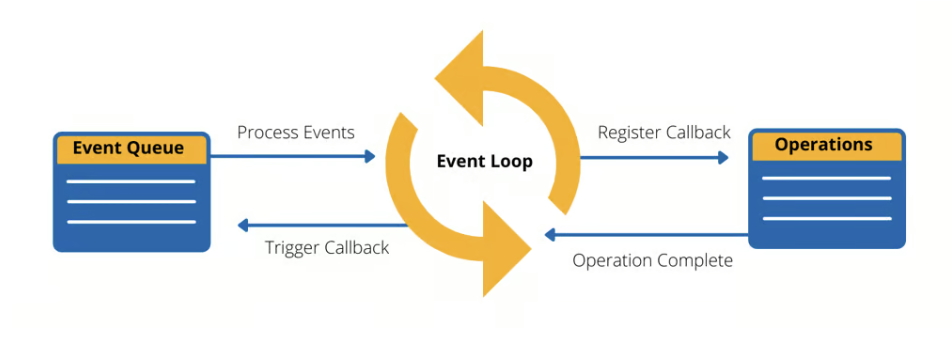 Process Events
Register Callback
Event Queue
Operations
Event Loop
Trigger Callback
Operation Complete